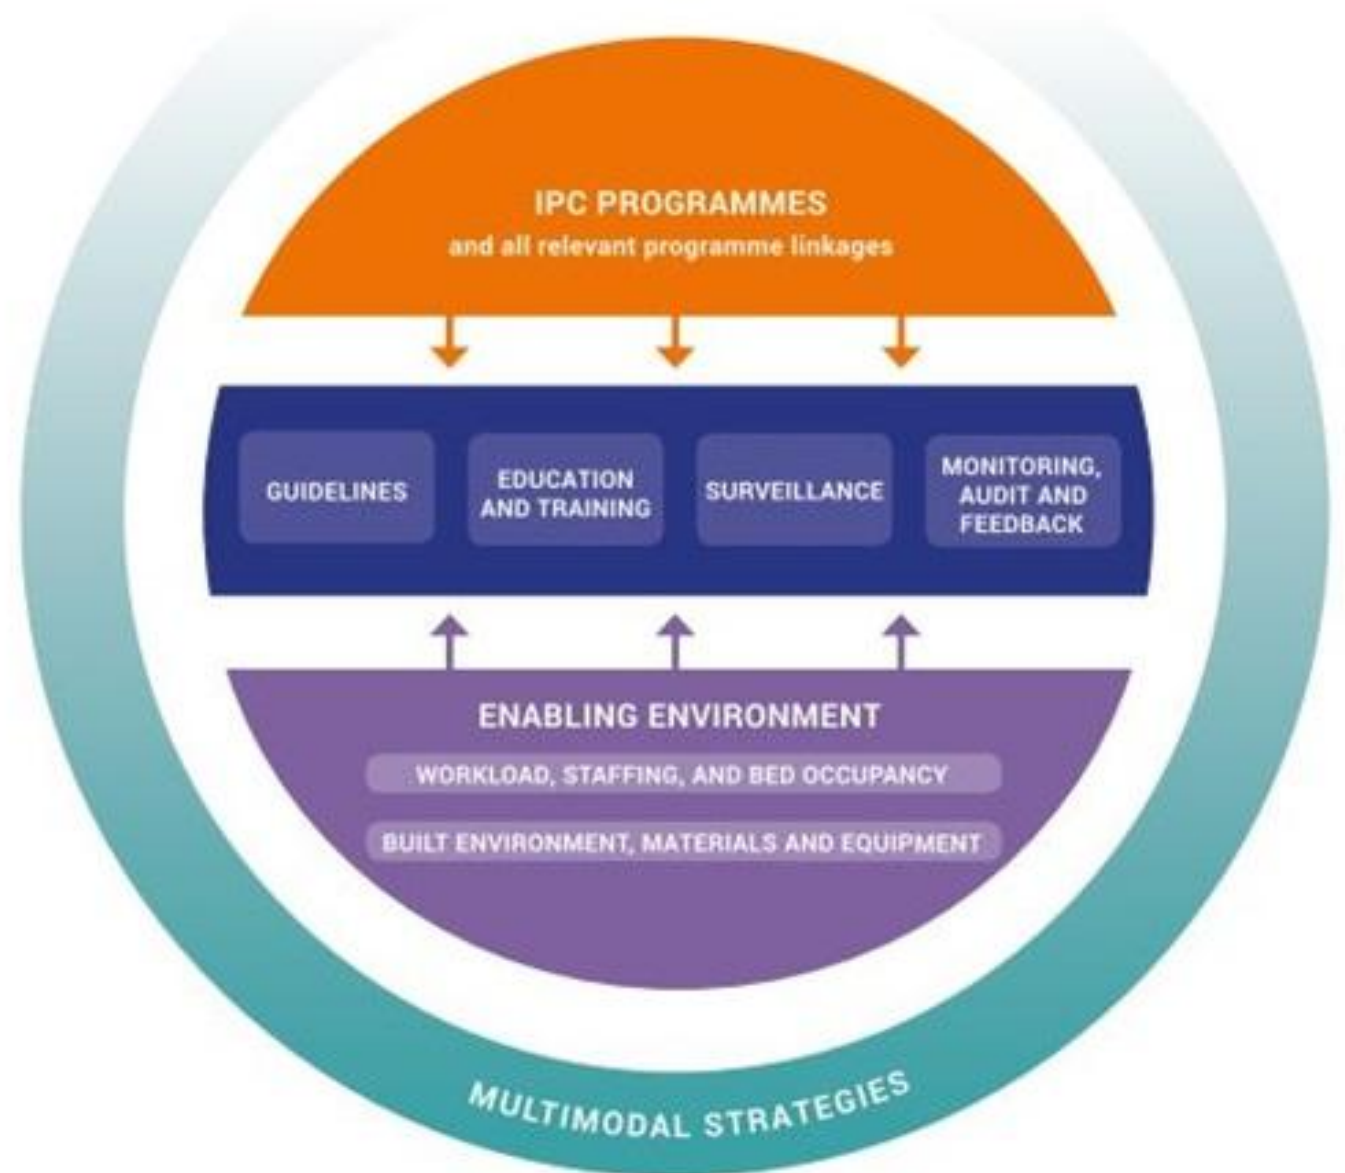 IPC PROGRAMMES
and all relevant programme linkages
GUIDELINES
EDUCATION
AND TRAINING
SURVEILLANCE
MONITORING,
AUDIT AND
FEEDBACK
ENABLING ENVIRONMENT
WORKLOAD, STAFFING, AND BED OCCUPANCY
BUILT ENVIRONMENT, MATERIALS AND EQUIPMENT
MULTIMODAL STRATEGIES